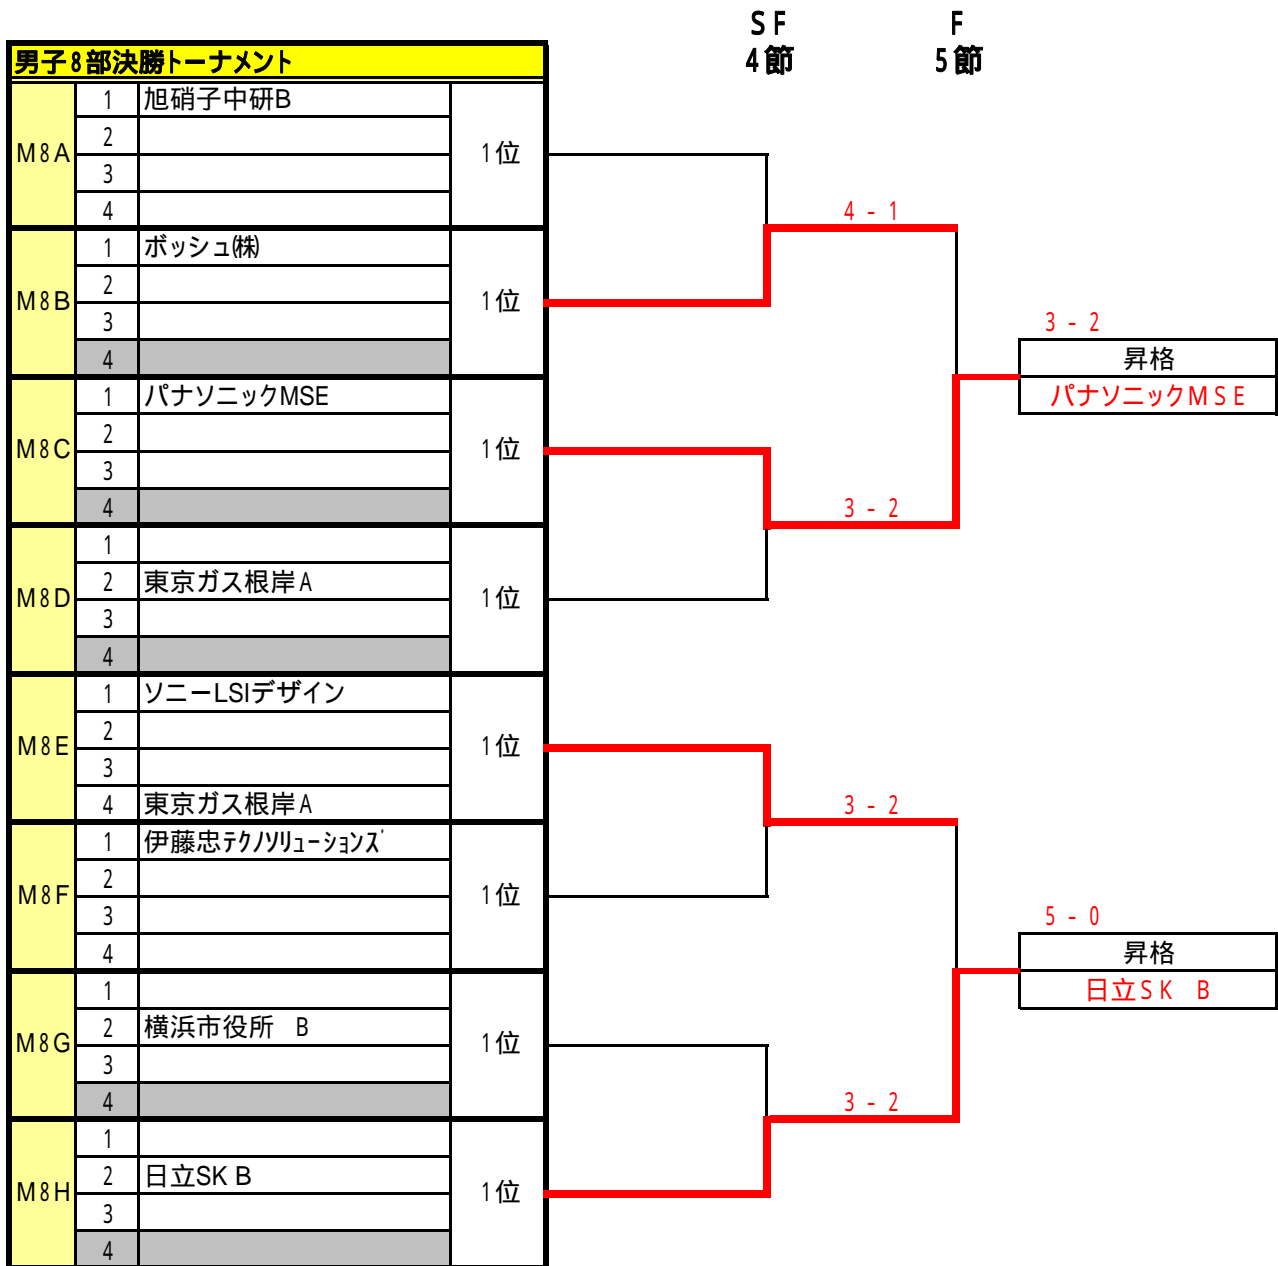 SF F
4節 5節
男子8部決勝トーナメント
M8A
1 旭硝子中研B
2
3
4
1位
4 - 1
M8B
1 ボッシュ㈱
2
3
4
1位
3 - 2
昇格
パナソニックMSE
M8C
1 パナソニックMSE
2
3
4
1位
3 - 2
M8D
1
2 東京ガス根岸A
3
4
1位
M8E
1 ソニーLSIデザイン
2
3
4 東京ガス根岸A
1位
3 - 2
M8F
1 伊藤忠ﾃｸﾉｿﾘｭｰｼｮﾝｽﾞ
2
3
4
1位
5 - 0
昇格
日立SK B
M8G
1
2 横浜市役所 B
3
4
1位
3 - 2
M8H
1
2 日立SK B
3
4
1位